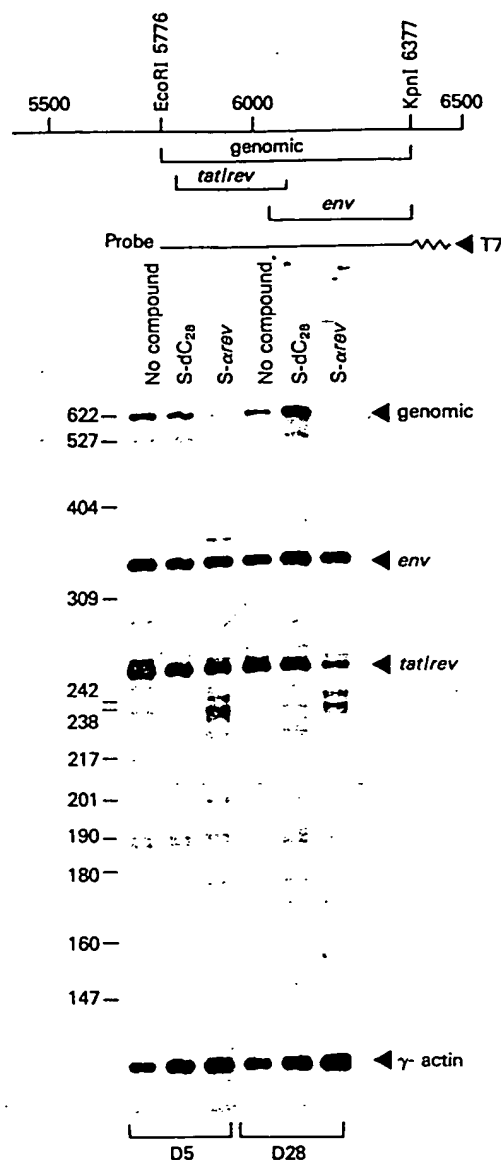 EcoRI 5776
KpnI 6377
5500
6000
6500
genomic
tat/rev
env
Probe
T7
No compound
S-dC28
S-αrev
No compound
S-dC28
S-αrev
622
genomic
527
404
env
309
tat/rev
242
238
217
201
190
180
160
147
γ-actin
D5
D28